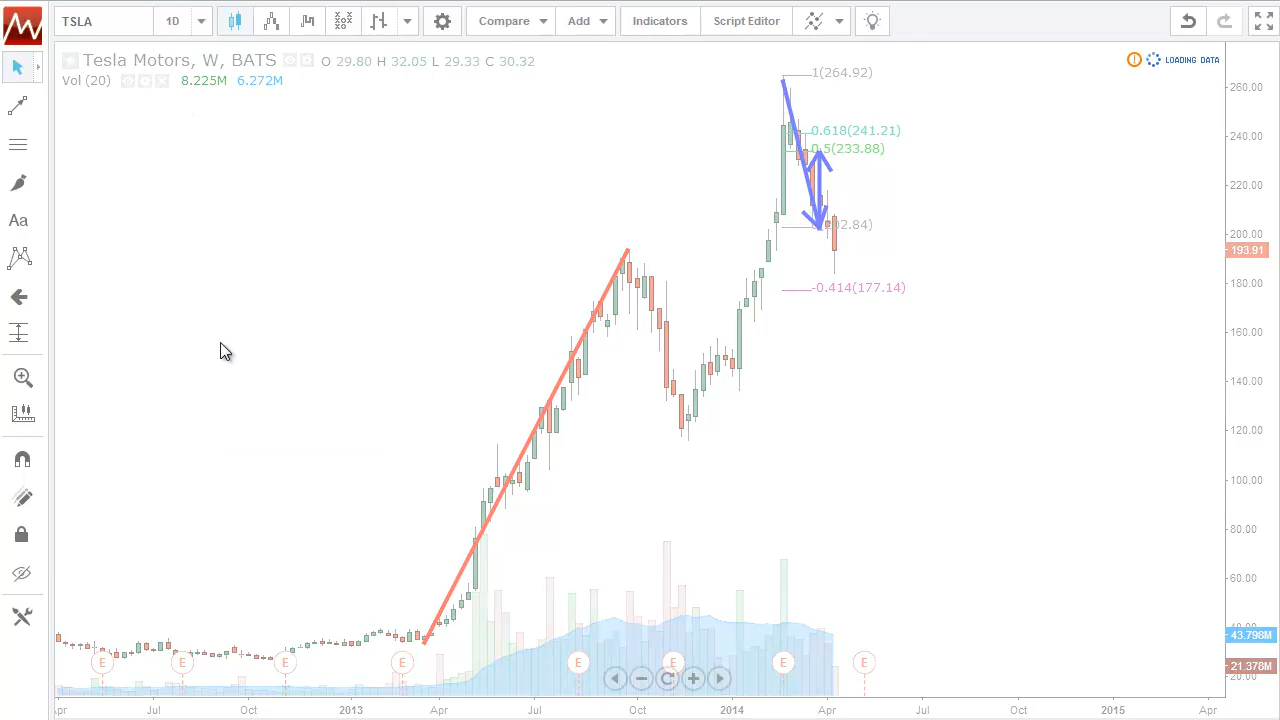 TSLA 1D Compare Add Indicators Script Editor
Tesla Motors, W, BATS O 29.80 H 32.05 L 29.33 C 30.32
LOADING DATA
Vol (20) 8.225M 6.272M
1(264.92)
0.618(241.21)
0.5(233.88)
-0.414(177.14)
Aa
260.00
240.00
220.00
200.00
193.91
180.00
160.00
140.00
120.00
100.00
80.00
60.00
43.798M
21.378M
20.00
E E E E E E E E
Jul Oct 2013 Apr Jul Oct 2014 Apr Jul Oct 2015 Apr